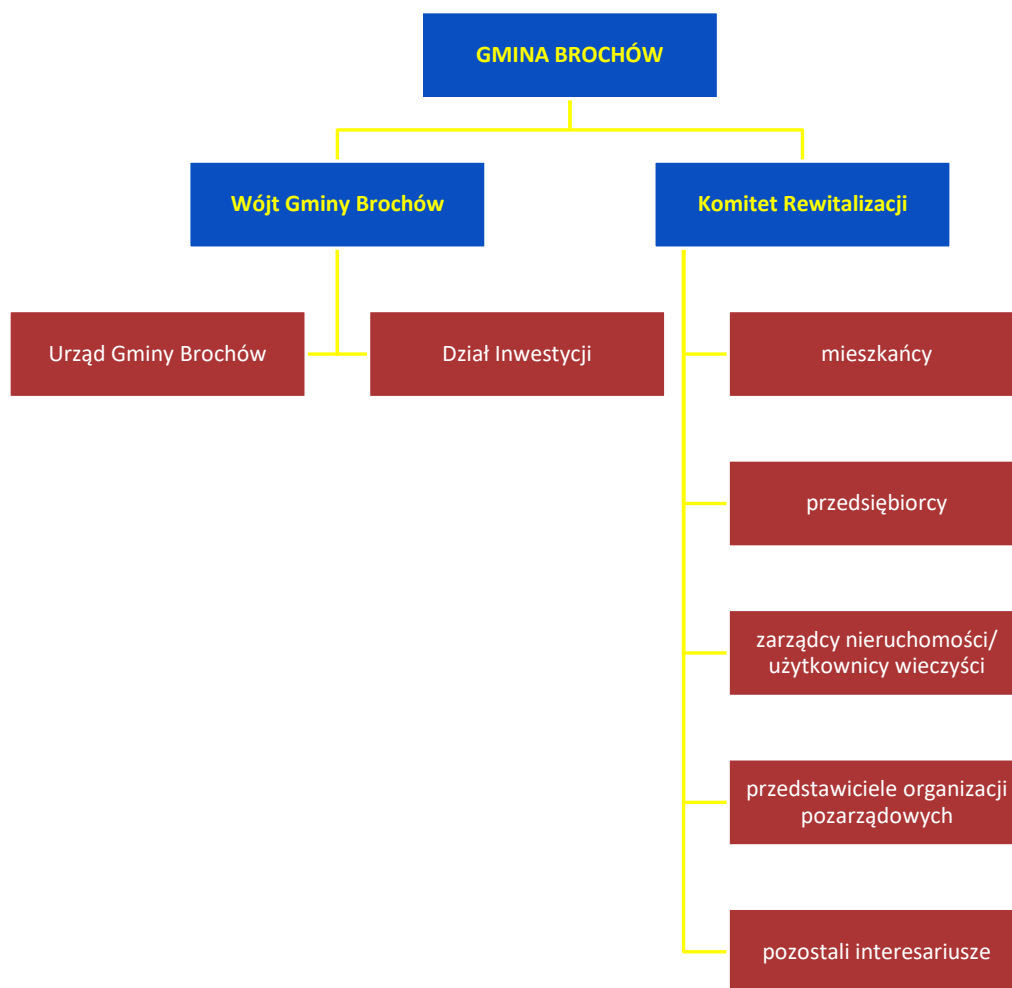 GMINA BROCHÓW
Wójt Gminy Brochów
Komitet Rewitalizacji
Urząd Gminy Brochów
Dział Inwestycji
mieszkańcy
przedsiębiorcy
zarządcy nieruchomości/
użytkownicy wieczyści
przedstawiciele organizacji
pozarządowych
pozostali interesariusze